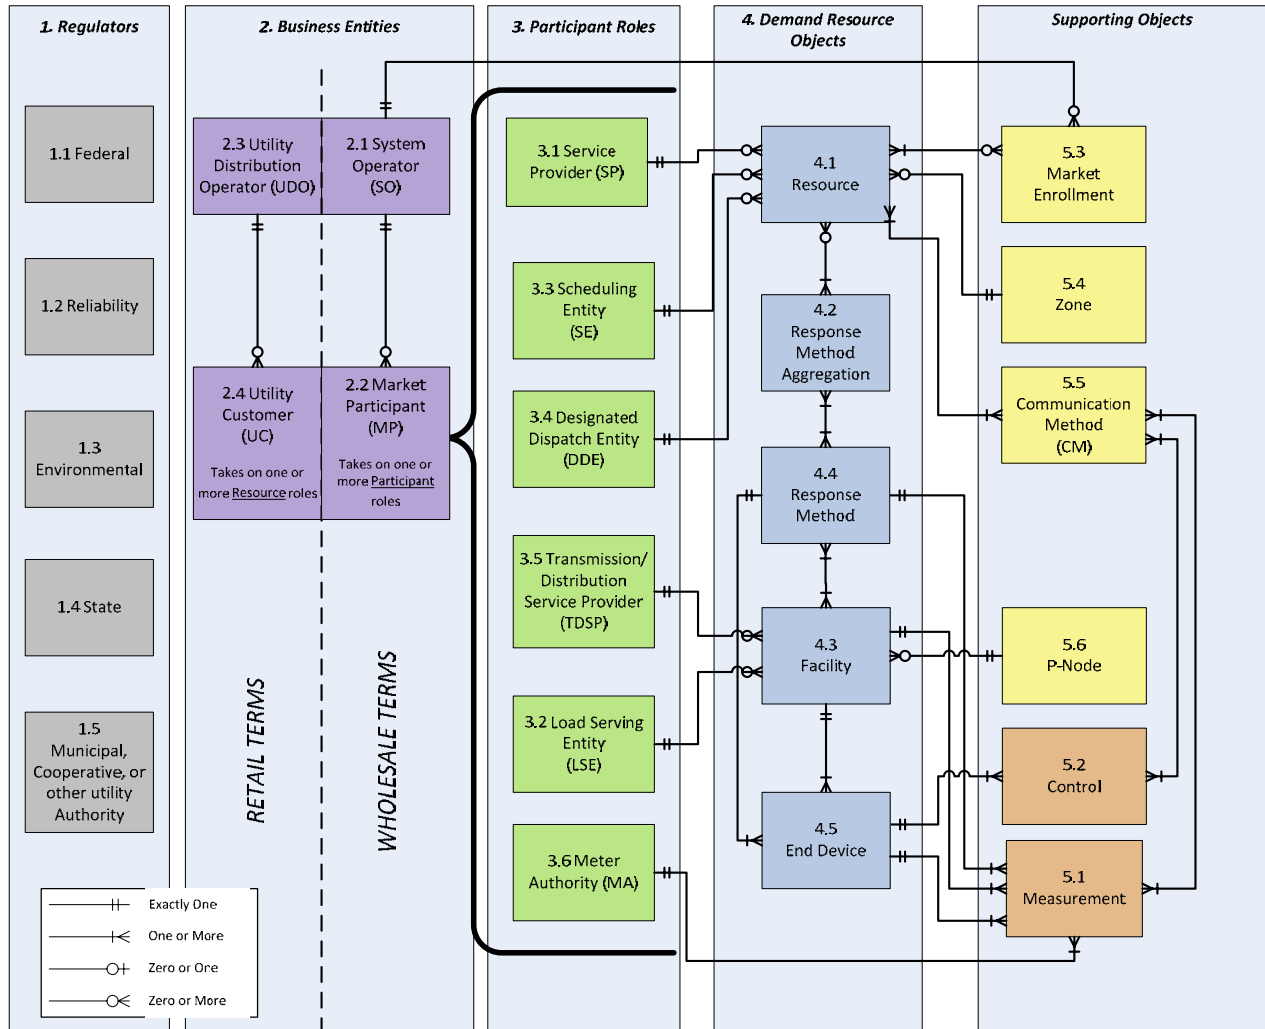 1. Regulators
1.1 Federal
1.2 Reliability
1.3
Environmental
1.4 State
1.5
Municipal,
Cooperative, or
other utility
Authority
Exactly One
One or More
Zero or One
Zero or More
2. Business Entities
2.3 Utility
Distribution
Operator (UDO)
2.1 System
Operator
(SO)
2.4 Utility
Customer
(UC)
Takes on one or
more Resource roles
2.2 Market
Participant
(MP)
Takes on one or
more Participant
roles
RETAIL TERMS
WHOLESALE TERMS
3. Participant Roles
3.1 Service
Provider (SP)
3.3 Scheduling
Entity
(SE)
3.4 Designated
Dispatch Entity
(DDE)
3.5 Transmission/
Distribution
Service Provider
(TDSP)
3.2 Load Serving
Entity
(LSE)
3.6 Meter
Authority (MA)
4. Demand Resource
Objects
4.1
Resource
4.2
Response
Method
Aggregation
4.4
Response
Method
4.3
Facility
4.5
End Device
Supporting Objects
5.3
Market
Enrollment
5.4
Zone
5.5
Communication
Method
(CM)
5.6
P-Node
5.2
Control
5.1
Measurement